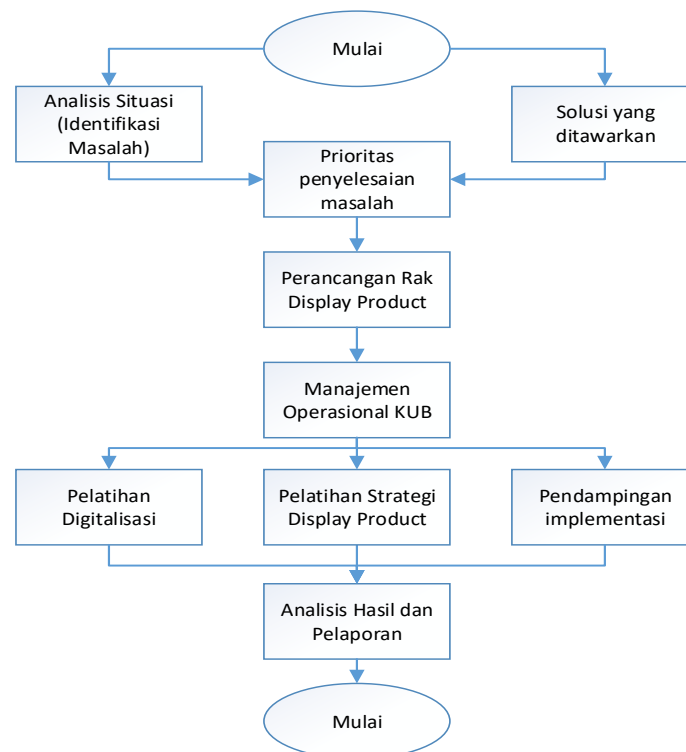 Mulai
Analisis Situasi
(Identifikasi
Masalah)
Solusi yang
ditawarkan
Prioritas
penyelesaian
masalah
Perancangan Rak
Display Product
Manajemen
Operasional KUB
Pelatihan
Digitalisasi
Pelatihan Strategi
Display Product
Pendampingan
implementasi
Analisis Hasil dan
Pelaporan
Mulai